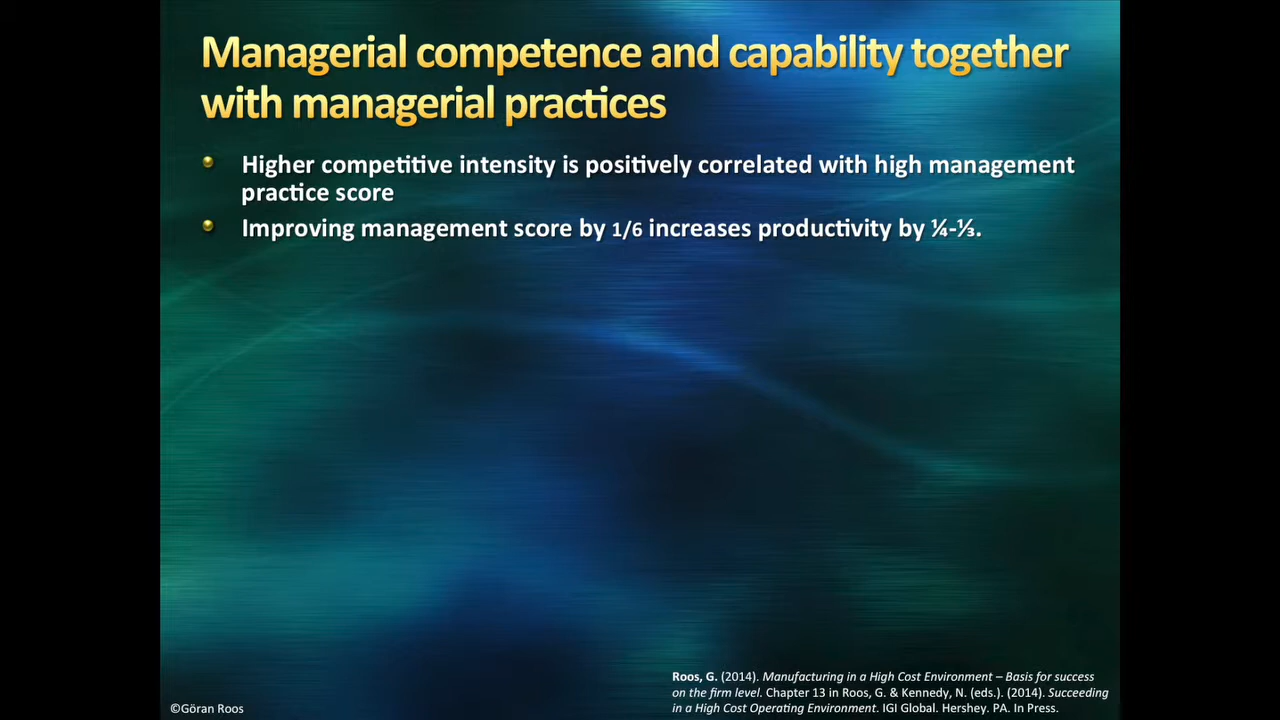 Managerial competence and capability together
with managerial practices
Higher competitive intensity is positively correlated with high management
practice score
Improving management score by 1/6 increases productivity by ¼-⅓.
Roos, G. (2014). Manufacturing in a High Cost Environment – Basis for success
on the firm level. Chapter 13 in Roos, G. & Kennedy, N. (eds.). (2014). Succeeding
in a High Cost Operating Environment. IGI Global. Hershey. PA. In Press.
©Göran Roos